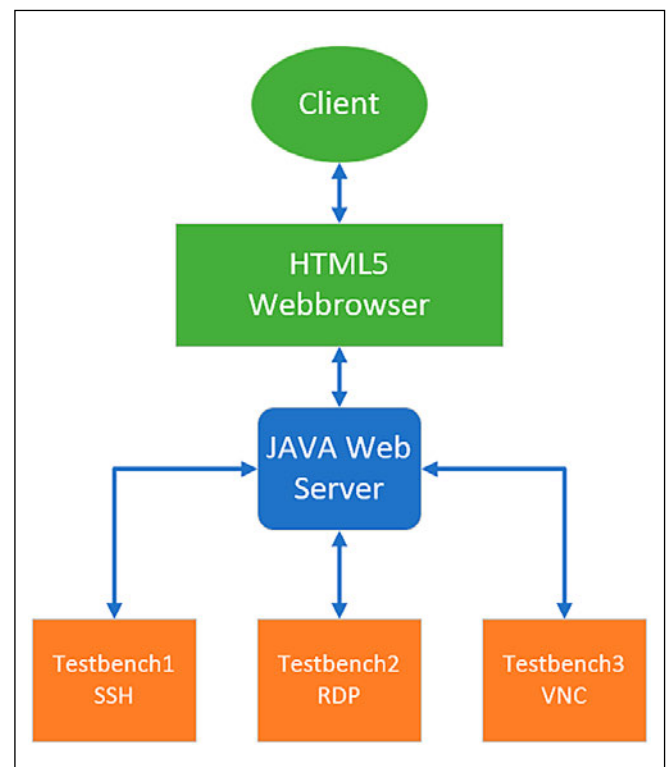 Client
HTML5
Webbrowser
JAVA Web
Server
Testbench1
SSH
Testbench2
RDP
Testbench3
VNC